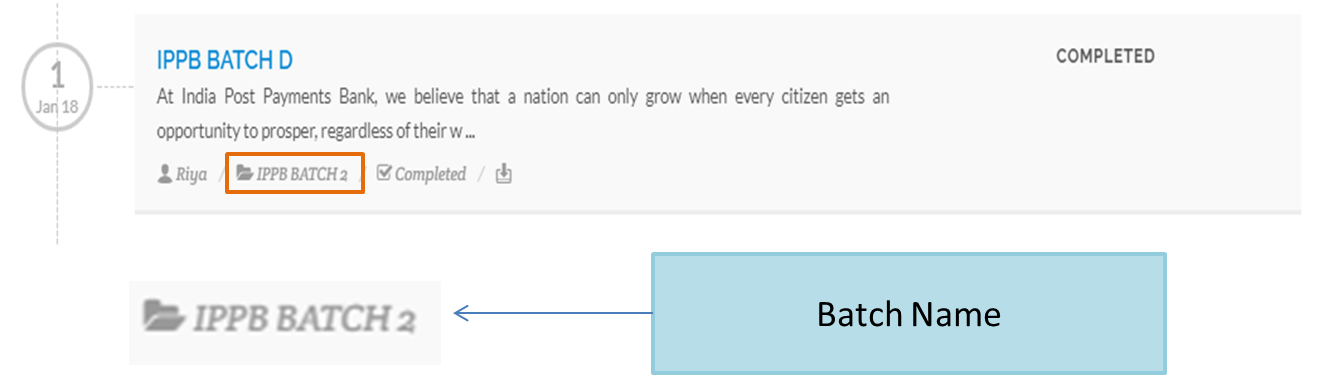 1
Jan 18
IPPB BATCH D
COMPLETED
At India Post Payments Bank, we believe that a nation can only grow when every citizen gets an
opportunity to prosper, regardless of their w ...
Riya / IPPB BATCH 2 / Completed /
IPPB BATCH 2
Batch Name